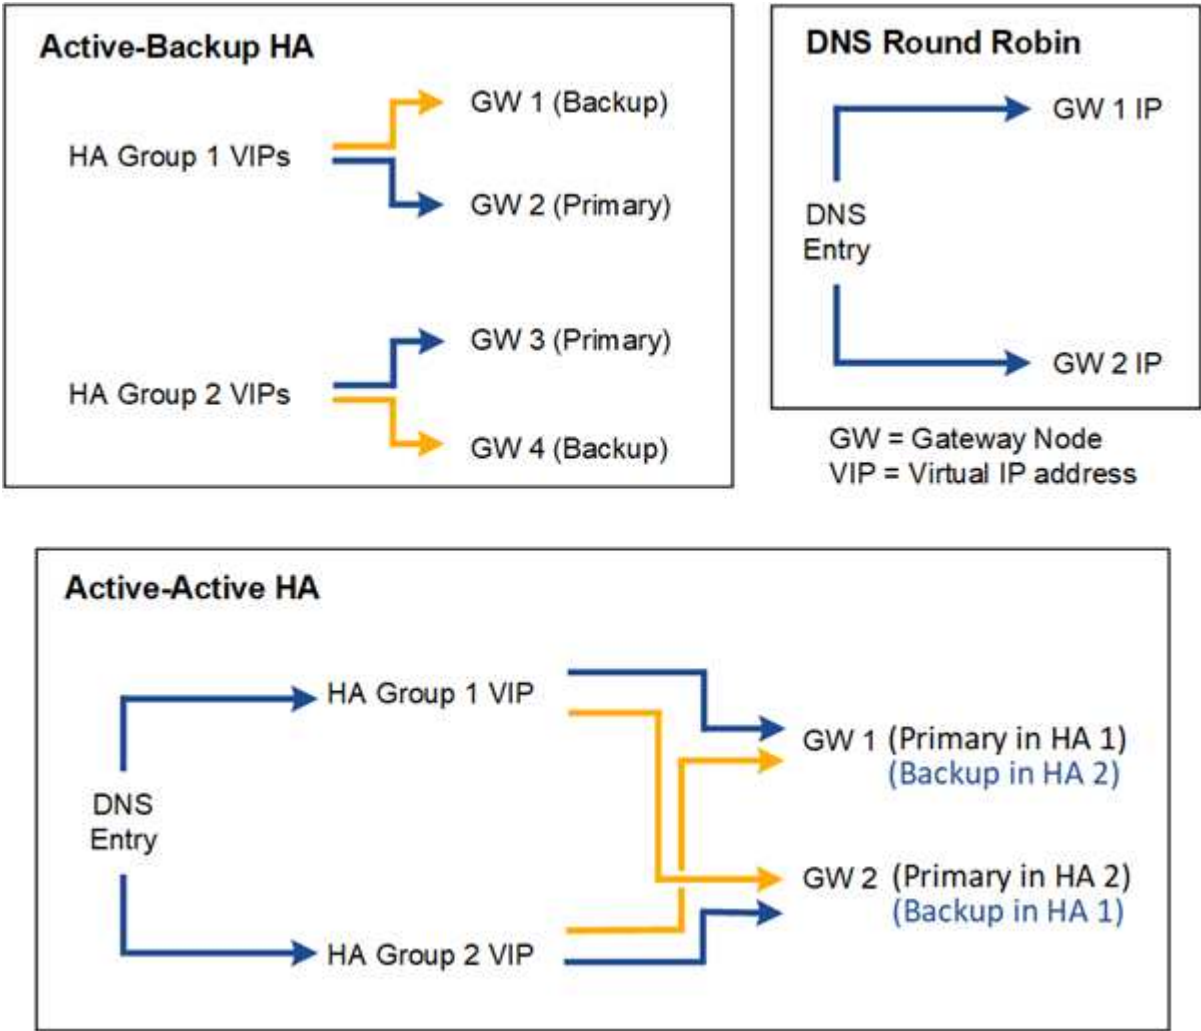 Active-Backup HA
HA Group 1 VIPs
GW 1 (Backup)
GW 2 (Primary)
HA Group 2 VIPs
GW 3 (Primary)
GW 4 (Backup)
DNS Round Robin
GW 1 IP
DNS
Entry
GW 2 IP
GW = Gateway Node
VIP = Virtual IP address
Active-Active HA
DNS
Entry
HA Group 1 VIP
HA Group 2 VIP
GW 1 (Primary in HA 1)
(Backup in HA 2)
GW 2 (Primary in HA 2)
(Backup in HA 1)